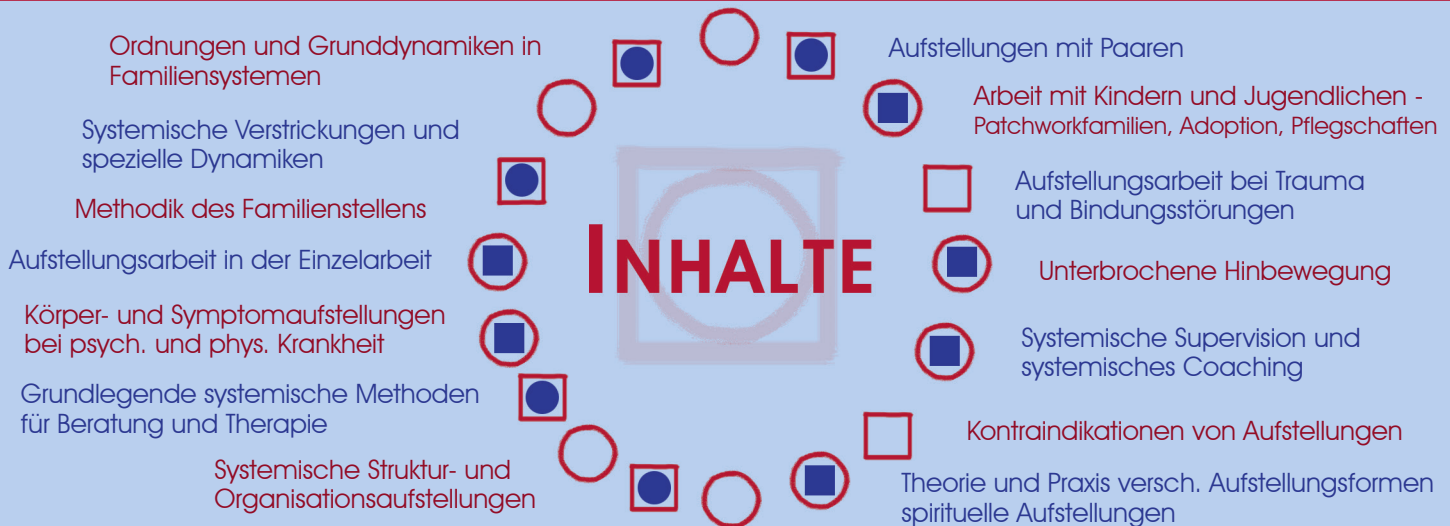 Ordnungen und Grunddynamiken in
Familiensystemen
Systemische Verstrickungen und
spezielle Dynamiken
Methodik des Familienstellens
Aufstellungsarbeit in der Einzelarbeit
Körper- und Symptomaufstellungen
bei psych. und phys. Krankheit
Grundlegende systemische Methoden
für Beratung und Therapie
Systemische Struktur- und
Organisationsaufstellungen
INHALTE
Aufstellungen mit Paaren
Arbeit mit Kindern und Jugendlichen -
Patchworkfamilien, Adoption, Pflegschaften
Aufstellungsarbeit bei Trauma
und Bindungsstörungen
Unterbrochene Hinbewegung
Systemische Supervision und
systemisches Coaching
Kontraindikationen von Aufstellungen
Theorie und Praxis versch. Aufstellungsformen
spirituelle Aufstellungen